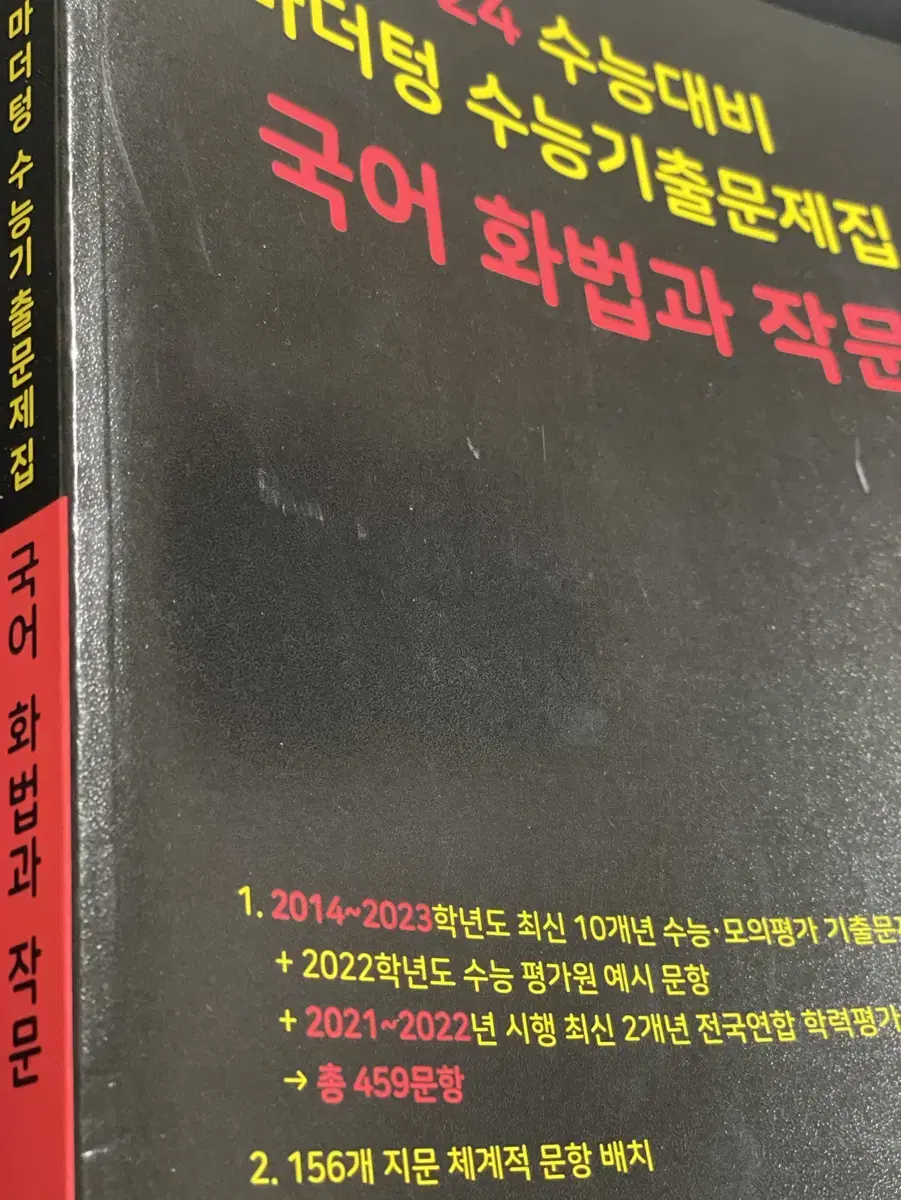 마더텅 수능기출문제집 국어 화법과 작문
24 수능대비
마더텅 수능기출문제집
국어 화법과 작문
1. 2014~2023학년도 최신 10개년 수능·모의평가 기출문제
+ 2022학년도 수능 평가원 예시 문항
+ 2021~2022년 시행 최신 2개년 전국연합 학력평가
→ 총 459문항
2. 156개 지문 체계적 문항 배치